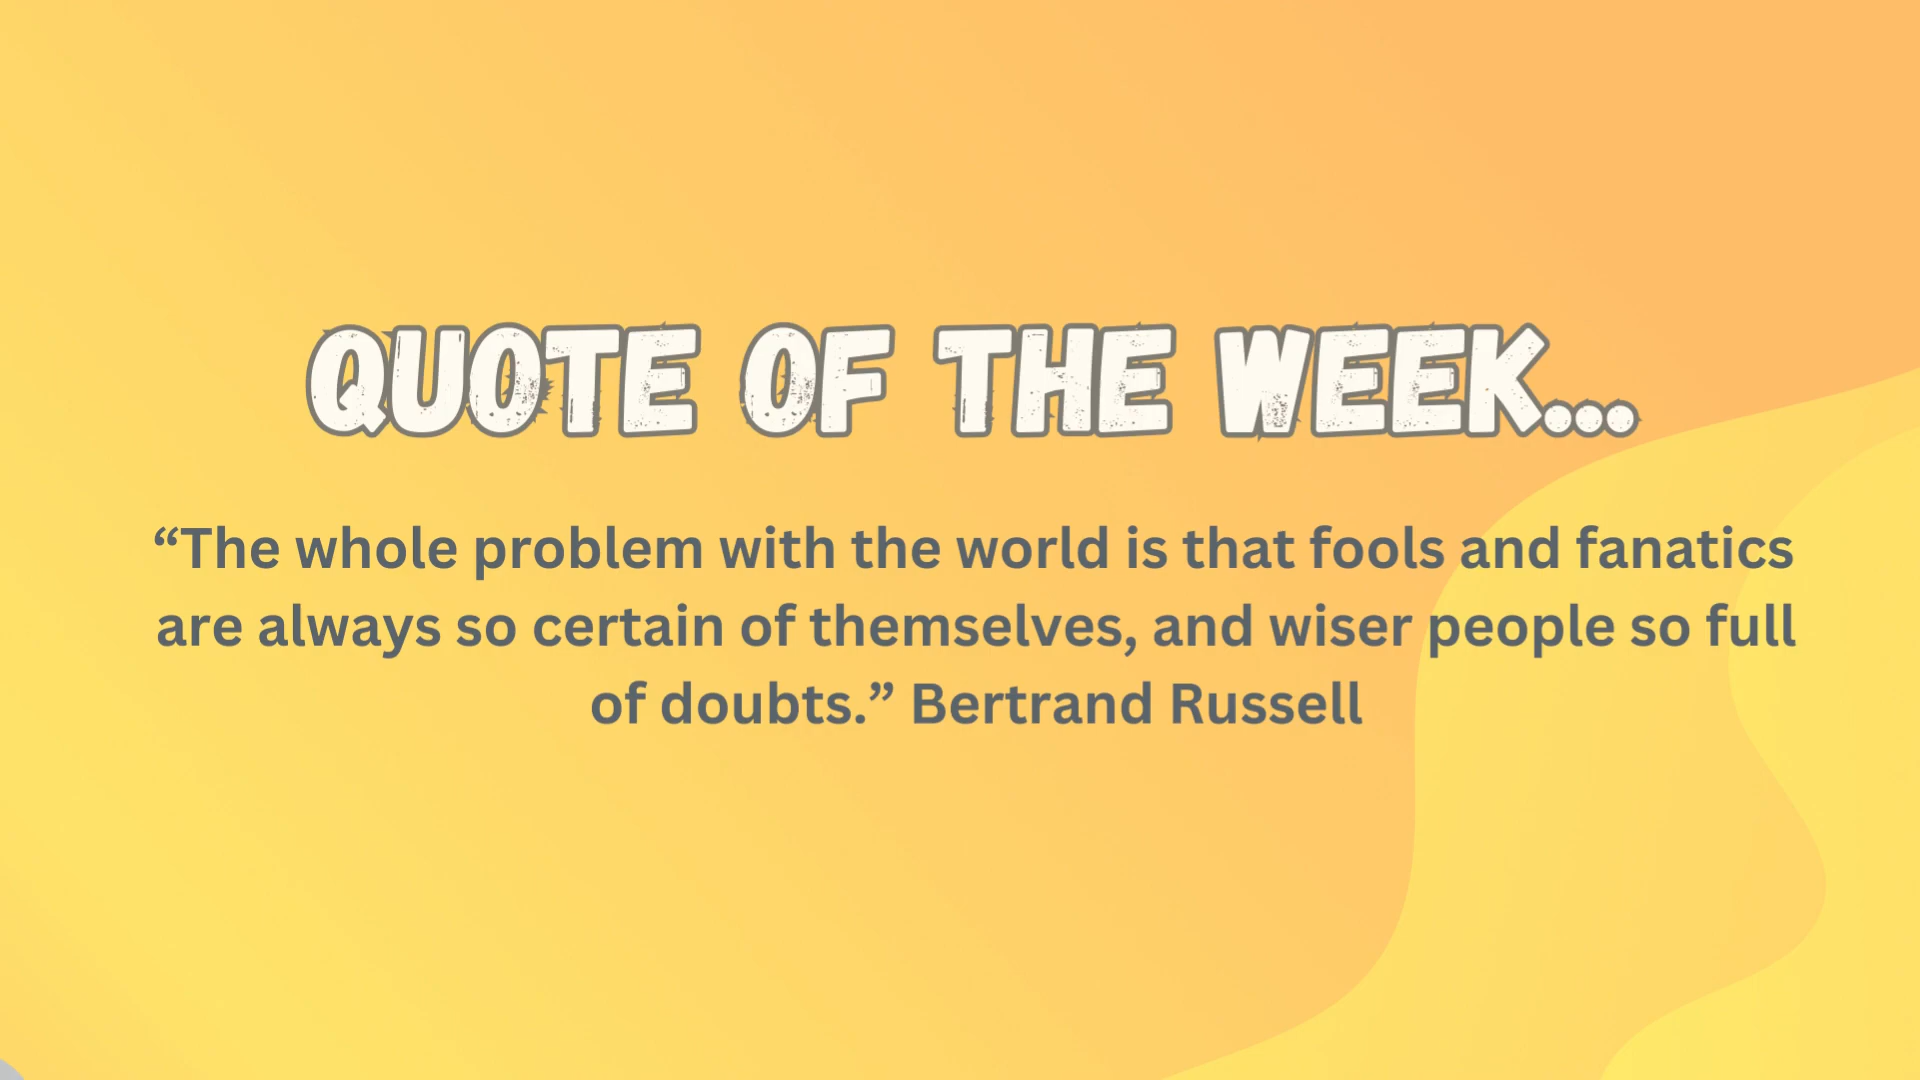 QUOTE OF THE WEEK...
“The whole problem with the world is that fools and fanatics
are always so certain of themselves, and wiser people so full
of doubts.” Bertrand Russell